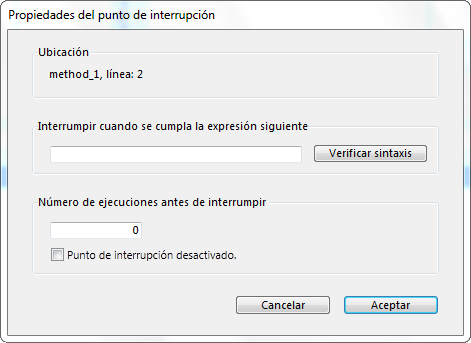 Propiedades del punto de interrupción
Ubicación
method_1, línea: 2
Interrumpir cuando se cumpla la expresión siguiente
Verificar sintaxis
Número de ejecuciones antes de interrumpir
0
Punto de interrupción desactivado.
Cancelar Aceptar